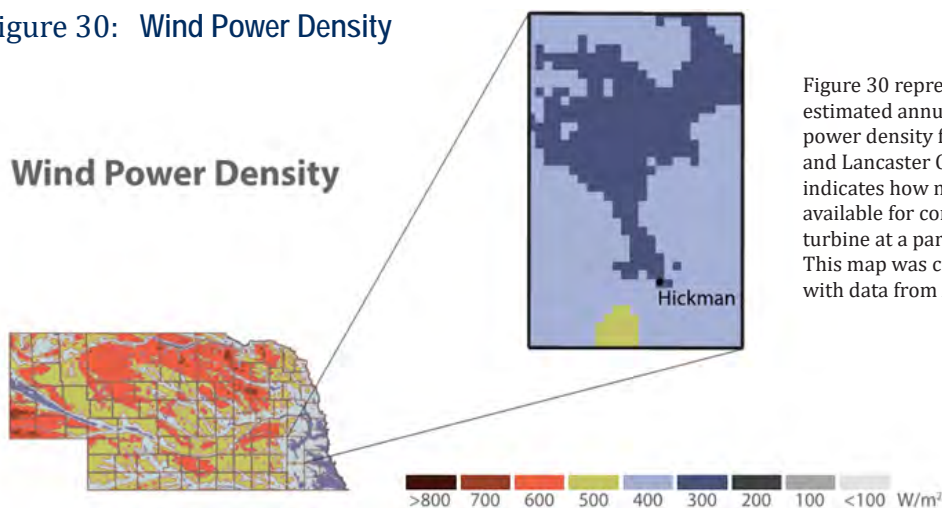 igure 30: Wind Power Density
Wind Power Density
Hickman
Figure 30 repre
estimated annu
power density f
and Lancaster C
indicates how m
available for co
turbine at a par
This map was c
with data from
>800 700 600 500 400 300 200 100 <100 W/m²